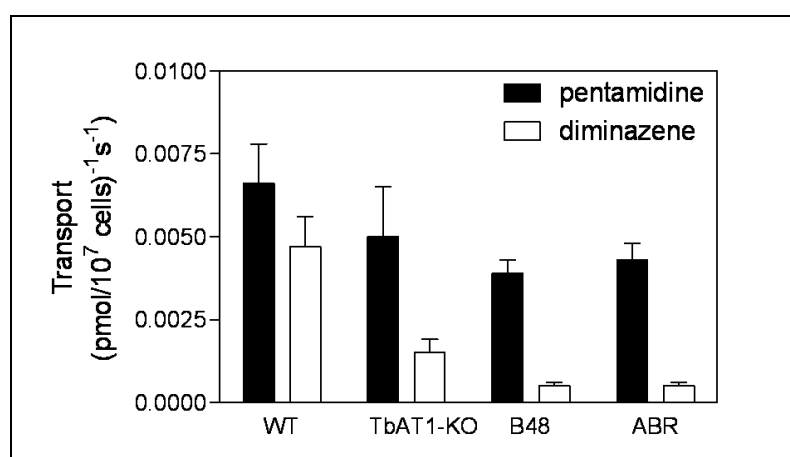 0.0100
0.0075
0.0050
0.0025
0.0000
Transport
(pmol/10⁷ cells)⁻¹s⁻¹)
pentamidine
diminazene
WT TbAT1-KO B48 ABR